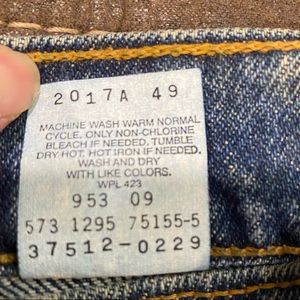 2017A 49
MACHINE WASH WARM NORMAL
CYCLE. ONLY NON-CHLORINE
BLEACH IF NEEDED. TUMBLE
DRY HOT. HOT IRON IF NEEDED.
WASH AND DRY
WITH LIKE COLORS.
WPL 423
953 09
573 1295 75155-5
37512-0229